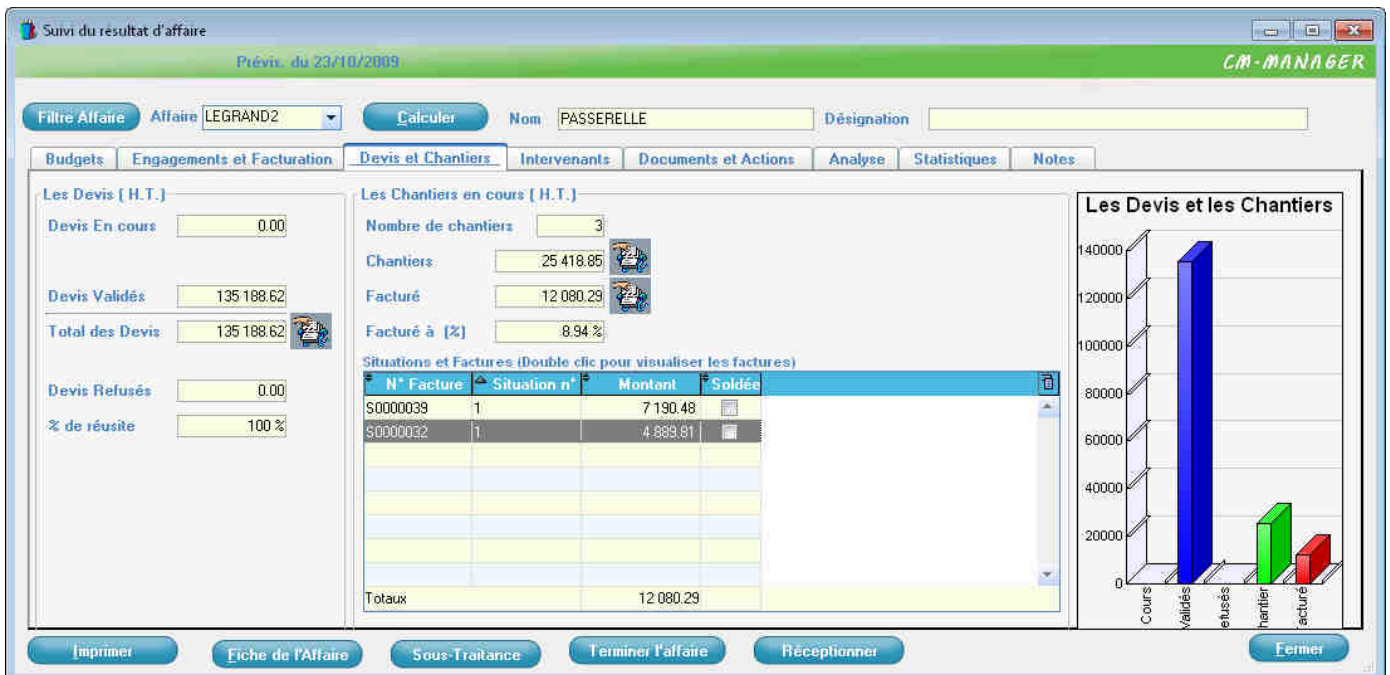 Suivi du résultat d'affaire
Prévis. du 23/10/2009 CM-MANAGER
Filtre Affaire Affaire LEGRAND2 Calculer Nom PASSERELLE Désignation
Budgets Engagements et Facturation Devis et Chantiers Intervenants Documents et Actions Analyse Statistiques Notes
Les Devis ( H.T.)
Devis En cours 0.00
Devis Validés 135 188.62
Total des Devis 135 188.62
Devis Refusés 0.00
% de réusite 100 %
Les Chantiers en cours ( H.T.)
Nombre de chantiers 3
Chantiers 25 418.85
Facturé 12 080.29
Facturé à (%) 8.94 %
Situations et Factures (Double clic pour visualiser les factures)
N° Facture Situation n° Montant Soldée
S0000039 1 7 190.48
S0000032 1 4 889.81
Totaux 12 080.29
Les Devis et les Chantiers
140000
120000
100000
80000
60000
40000
20000
0
Cours
Validés
efusés
hantier
acturé
Imprimer Fiche de l'Affaire Sous-Traitance Terminer l'affaire Réceptionner Fermer